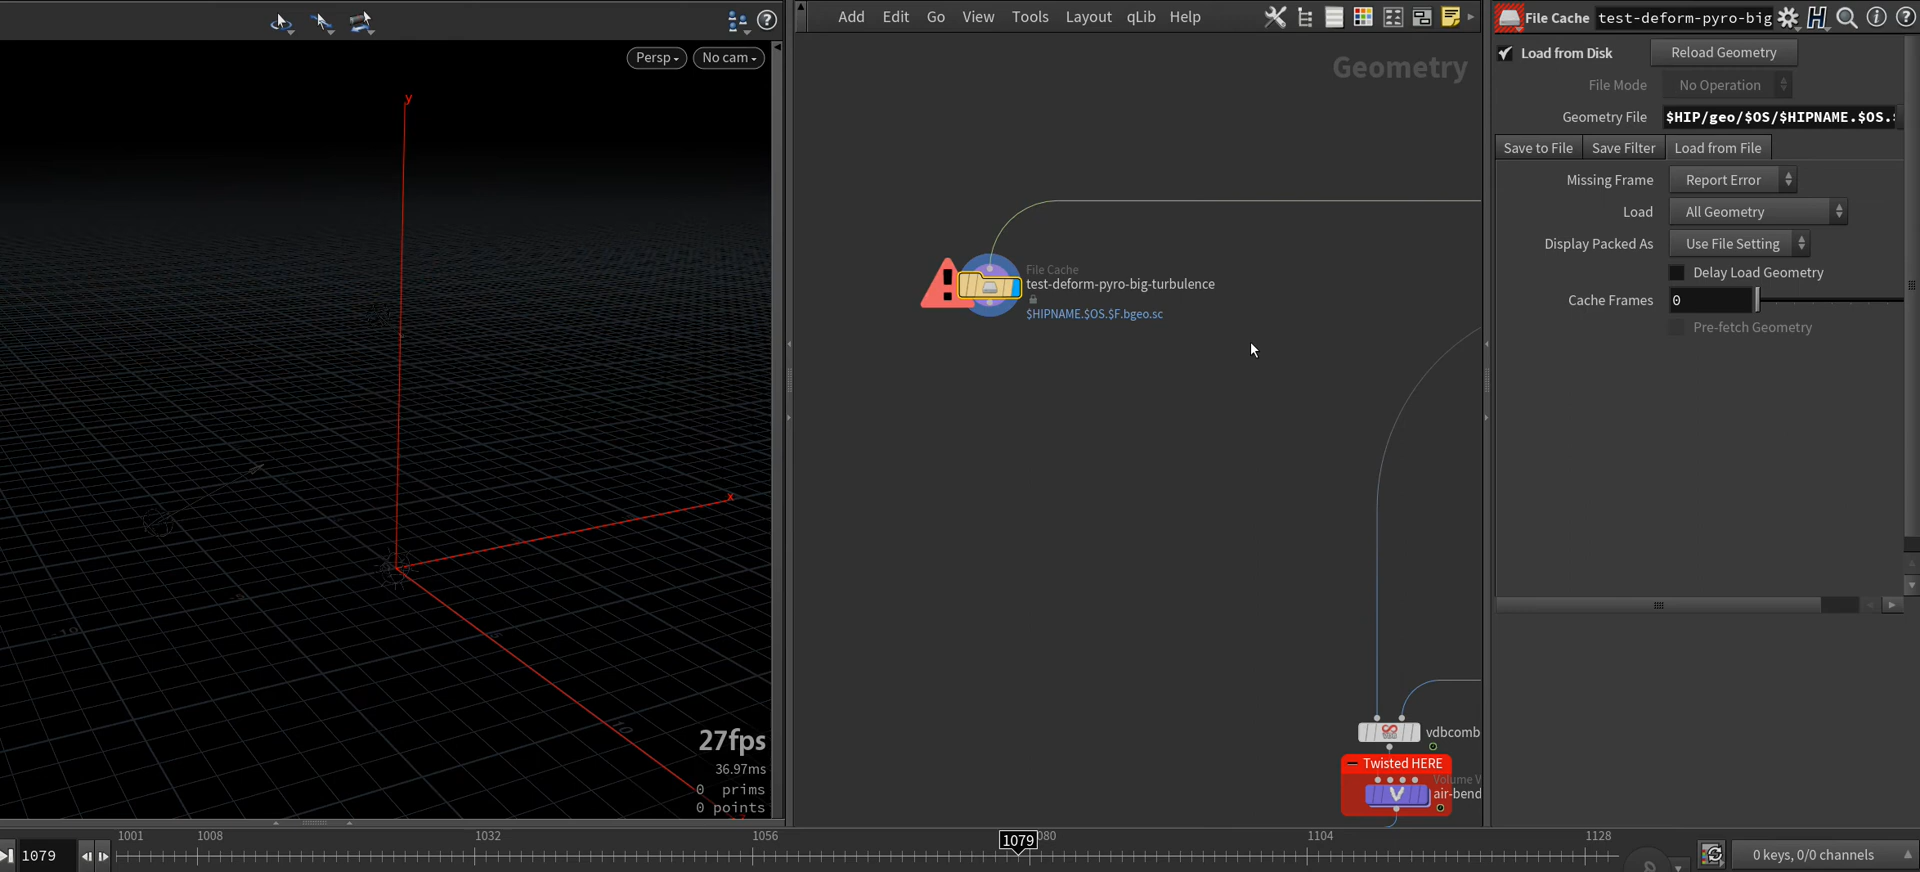 Add Edit Go View Tools Layout qLib Help
File Cache test-deform-pyro-big
Persp No cam
Geometry
Load from Disk Reload Geometry
File Mode No Operation
Geometry File $HIP/geo/$OS/$HIPNAME.$OS.
Save to File Save Filter Load from File
Missing Frame Report Error
Load All Geometry
Display Packed As Use File Setting
Delay Load Geometry
Cache Frames 0
Pre-fetch Geometry
y
x
File Cache
test-deform-pyro-big-turbulence
$HIPNAME.$OS.$F.bgeo.sc
10
27fps
36.97ms
0 prims
0 points
vdbcomb
Twisted HERE
Volume V
air-bend
1001 1008 1032 1056 1079 080 1104 1128
1079
0 keys, 0/0 channels